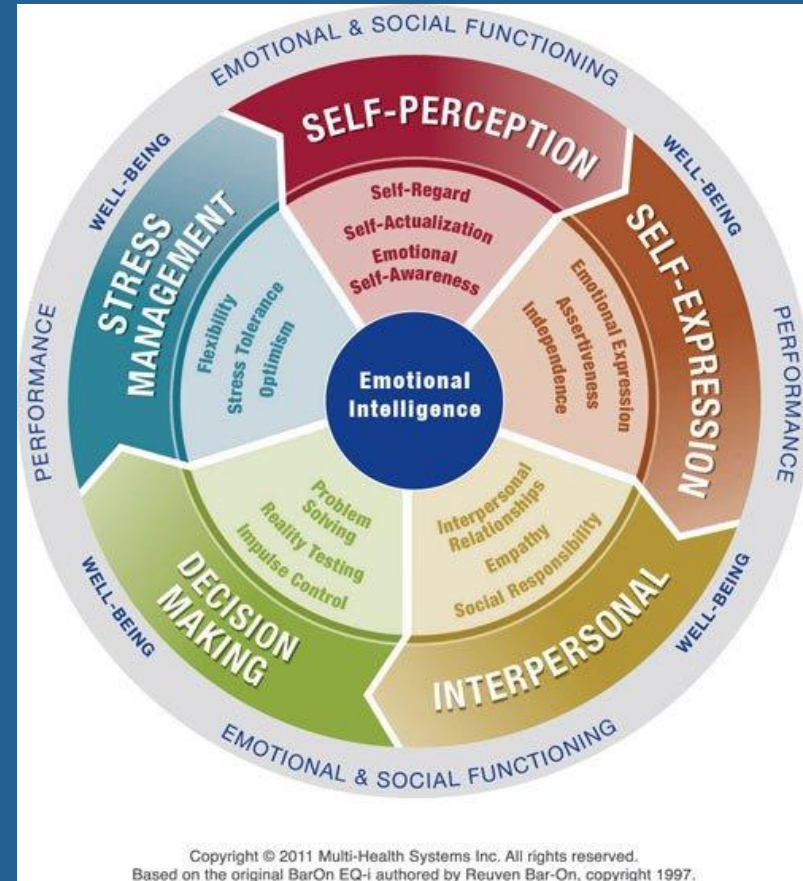 EMOTIONAL & SOCIAL FUNCTIONING
WELL-BEING
WELL-BEING
PERFORMANCE
PERFORMANCE
WELL-BEING
WELL-BEING
EMOTIONAL & SOCIAL FUNCTIONING
SELF-PERCEPTION
Self-Regard
Self-Actualization
Emotional
Self-Awareness
SELF-EXPRESSION
Emotional Expression
Assertiveness
Independence
INTERPERSONAL
Interpersonal
Relationships
Empathy
Social Responsibility
DECISION
MAKING
Problem
Solving
Reality Testing
Impulse Control
STRESS
MANAGEMENT
Flexibility
Stress Tolerance
Optimism
Emotional
Intelligence
Copyright © 2011 Multi-Health Systems Inc. All rights reserved.
Based on the original BarOn EQ-i authored by Reuven Bar-On, copyright 1997.